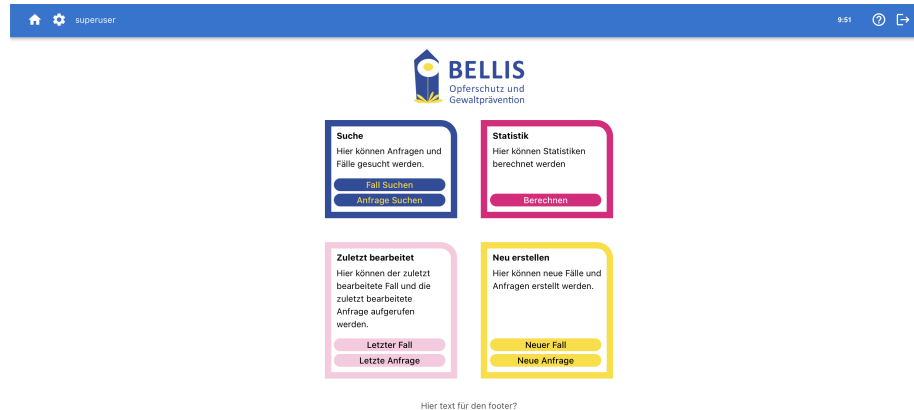 superuser
9:51
BELLIS
Opferschutz und
Gewaltprävention
Suche
Hier können Anfragen und
Fälle gesucht werden.
Fall Suchen
Anfrage Suchen
Statistik
Hier können Statistiken
berechnet werden
Berechnen
Zuletzt bearbeitet
Hier können der zuletzt
bearbeitete Fall und die
zuletzt bearbeitete
Anfrage aufgerufen
werden.
Letzter Fall
Letzte Anfrage
Neu erstellen
Hier können neue Fälle und
Anfragen erstellt werden.
Neuer Fall
Neue Anfrage
Hier text für den footer?